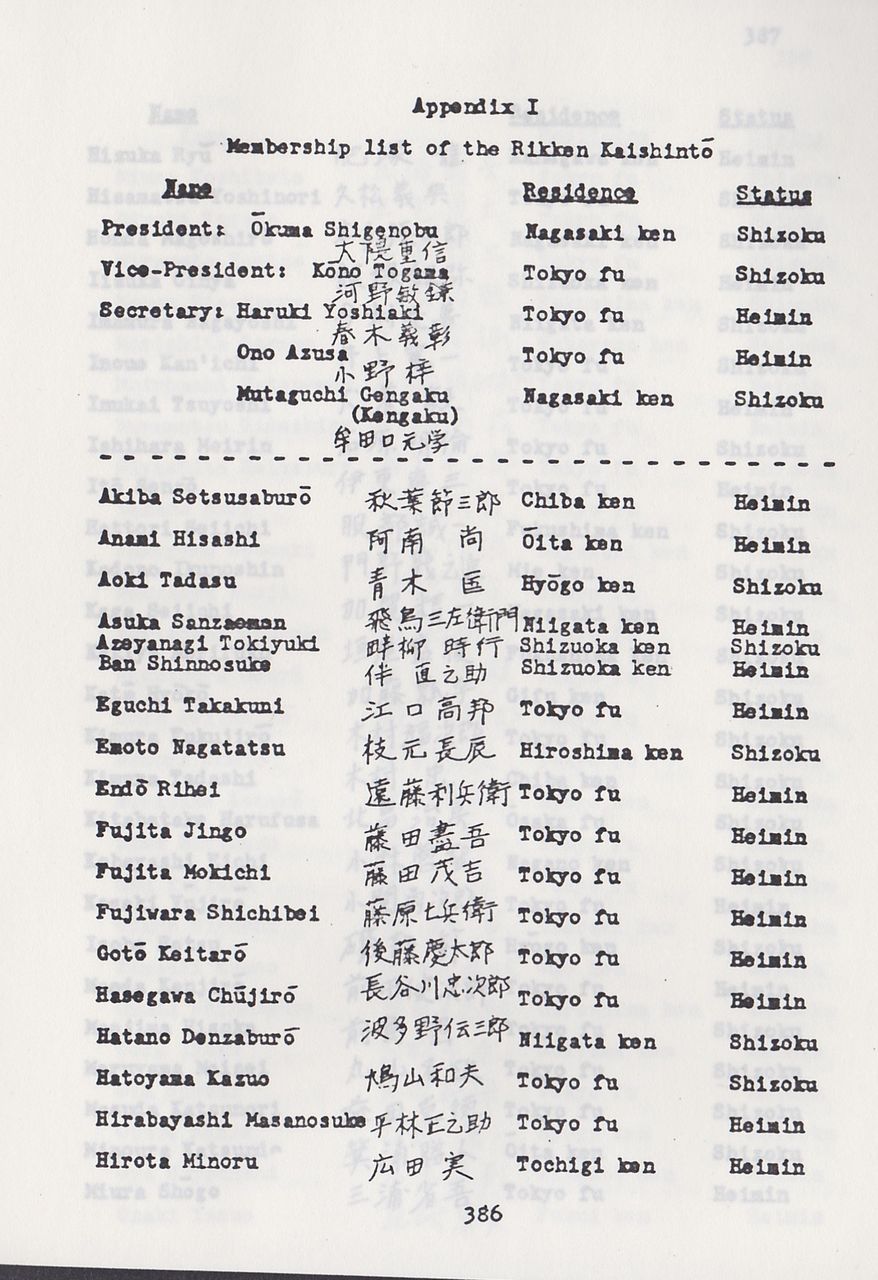 Appendix I
Membership list of the Rikken Kaishintō
Name Residence Status
President: Ōkuma Shigenobu Nagasaki ken Shizoku
大隈重信
Vice-President: Kono Togama Tokyo fu Shizoku
河野敏鎌
Secretary: Haruki Yoshiaki Tokyo fu Heimin
春木義彰
Ono Azusa Tokyo fu Heimin
小野梓
Mutaguchi Gengaku Nagasaki ken Shizoku
(Kengaku)
牟田口元学
Akiba Setsusaburō 秋葉節三郎 Chiba ken Heimin
Anami Hisashi 阿南 尚 Ōita ken Heimin
Aoki Tadasu 青木 匡 Hyōgo ken Shizoku
Asuka Sanzaemon 飛鳥三左衛門 Niigata ken Heimin
Azeyanagi Tokiyuki 畔柳 時行 Shizuoka ken Shizoku
Ban Shinnosuke 伴 直之助 Shizuoka ken Heimin
Eguchi Takakuni 江口高邦 Tokyo fu Heimin
Emoto Nagatatsu 枝元長辰 Hiroshima ken Shizoku
Endō Rihei 遠藤利兵衛 Tokyo fu Heimin
Fujita Jingo 藤田盡吾 Tokyo fu Heimin
Fujita Mokichi 藤田茂吉 Tokyo fu Heimin
Fujiwara Shichibei 藤原七兵衛 Tokyo fu Heimin
Gotō Keitarō 後藤慶太郎 Tokyo fu Heimin
Hasegawa Chūjirō 長谷川忠次郎 Tokyo fu Heimin
Hatano Denzaburō 波多野伝三郎 Niigata ken Shizoku
Hatoyama Kazuo 鳩山和夫 Tokyo fu Shizoku
Hirabayashi Masanosuke 平林正之助 Tokyo fu Heimin
Hirota Minoru 広田 実 Tochigi ken Heimin
386